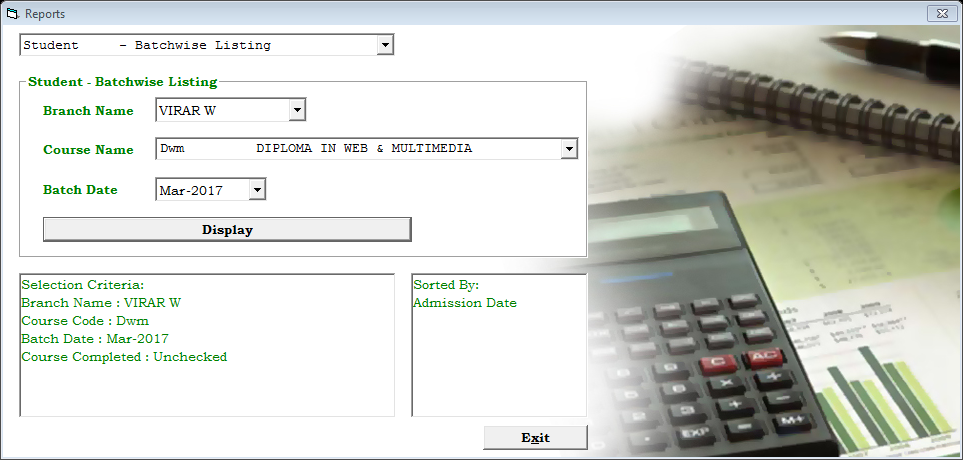 Reports
Student - Batchwise Listing
Student - Batchwise Listing
Branch Name VIRAR W
Course Name Dwm DIPLOMA IN WEB & MULTIMEDIA
Batch Date Mar-2017
Display
Selection Criteria:
Branch Name : VIRAR W
Course Code : Dwm
Batch Date : Mar-2017
Course Completed : Unchecked
Sorted By:
Admission Date
Exit
C AC
EXP
M+